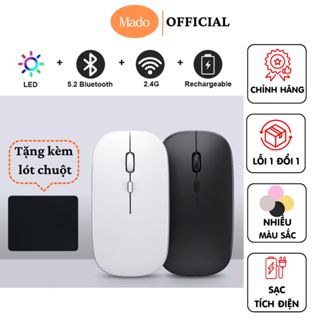 Mado
OFFICIAL
LED + 5.2 Bluetooth + 2.4G + Rechargeable
Tặng kèm
lót chuột
CHÍNH HÃNG
LỖI 1 ĐỔI 1
NHIỀU
MÀU SẮC
SẠC
TÍCH ĐIỆN